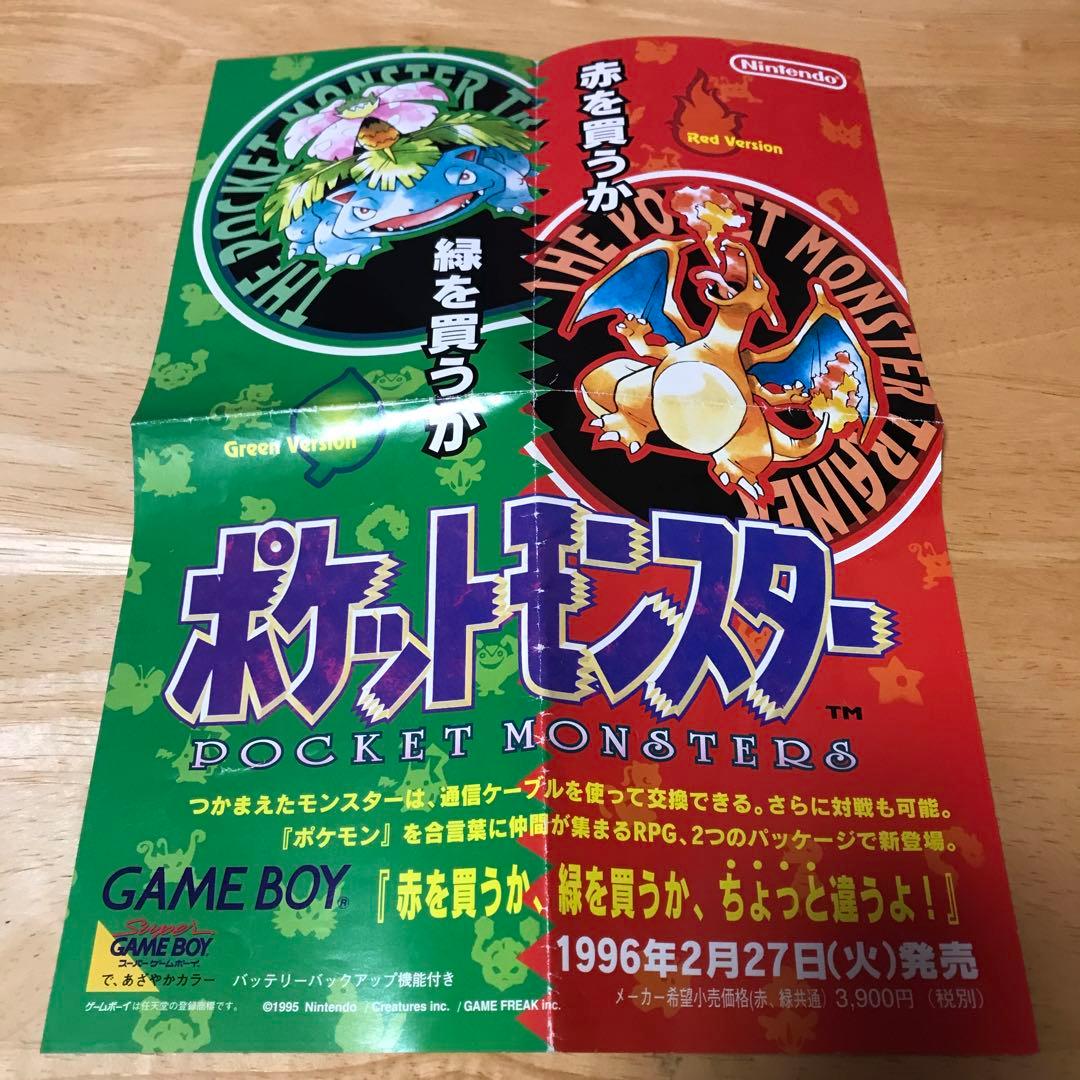 Nintendo
THE POCKET MONSTER TR
赤を買うか
Red Version
THE POCKET MONSTER TRAINER
緑を買うか
Green Version
ポケットモンスター
TM
POCKET MONSTERS
つかまえたモンスターは、通信ケーブルを使って交換できる。さらに対戦も可能。
『ポケモン』を合言葉に仲間が集まるRPG、2つのパッケージで新登場。
GAME BOY®
『赤を買うか、緑を買うか、ちょっと違うよ!』
Super
GAME BOY
スーパーゲームボーイ
で、あざやかカラー
バッテリーバックアップ機能付き
1996年2月27日(火)発売
メーカー希望小売価格(赤、緑共通) 3,900円 (税別)
ゲームボーイは任天堂の登録商標です。
©1995 Nintendo / Creatures inc. / GAME FREAK inc.